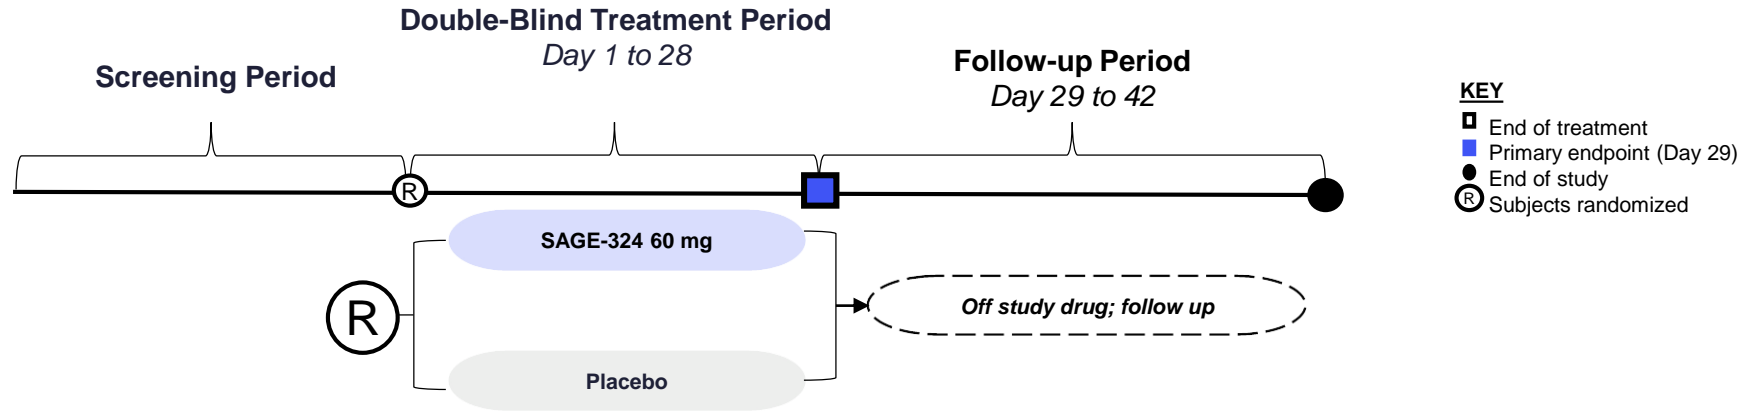 Double-Blind Treatment Period
Day 1 to 28
Screening Period
Follow-up Period
Day 29 to 42
KEY
End of treatment
Primary endpoint (Day 29)
End of study
R Subjects randomized
R
SAGE-324 60 mg
R
Off study drug; follow up
Placebo